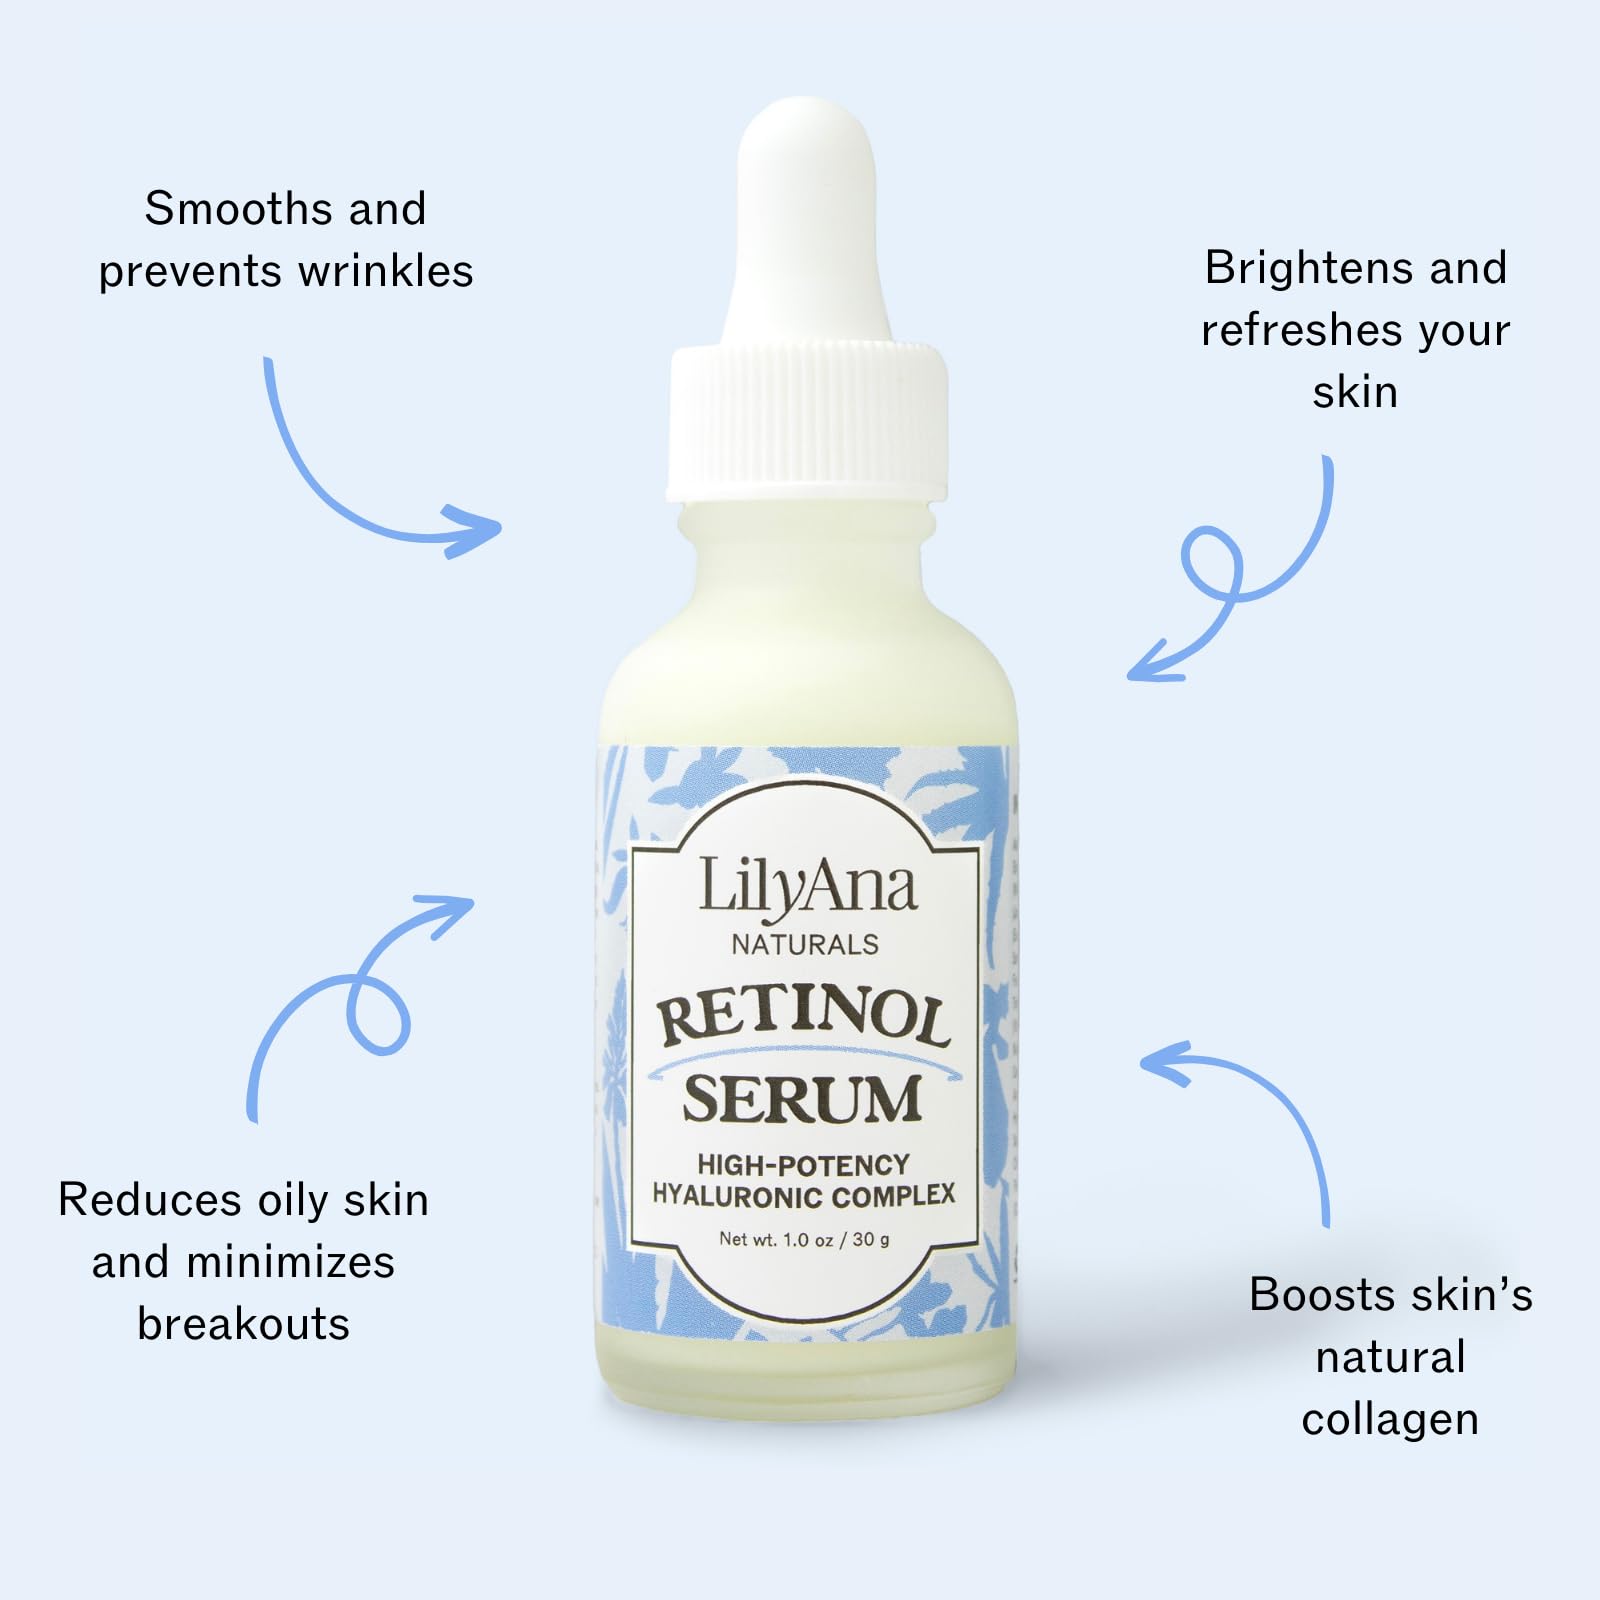 Smooths and
prevents wrinkles
Brightens and
refreshes your
skin
LilyAna
NATURALS
RETINOL
SERUM
HIGH-POTENCY
HYALURONIC COMPLEX
Net wt. 1.0 oz / 30 g
Reduces oily skin
and minimizes
breakouts
Boosts skin’s
natural
collagen